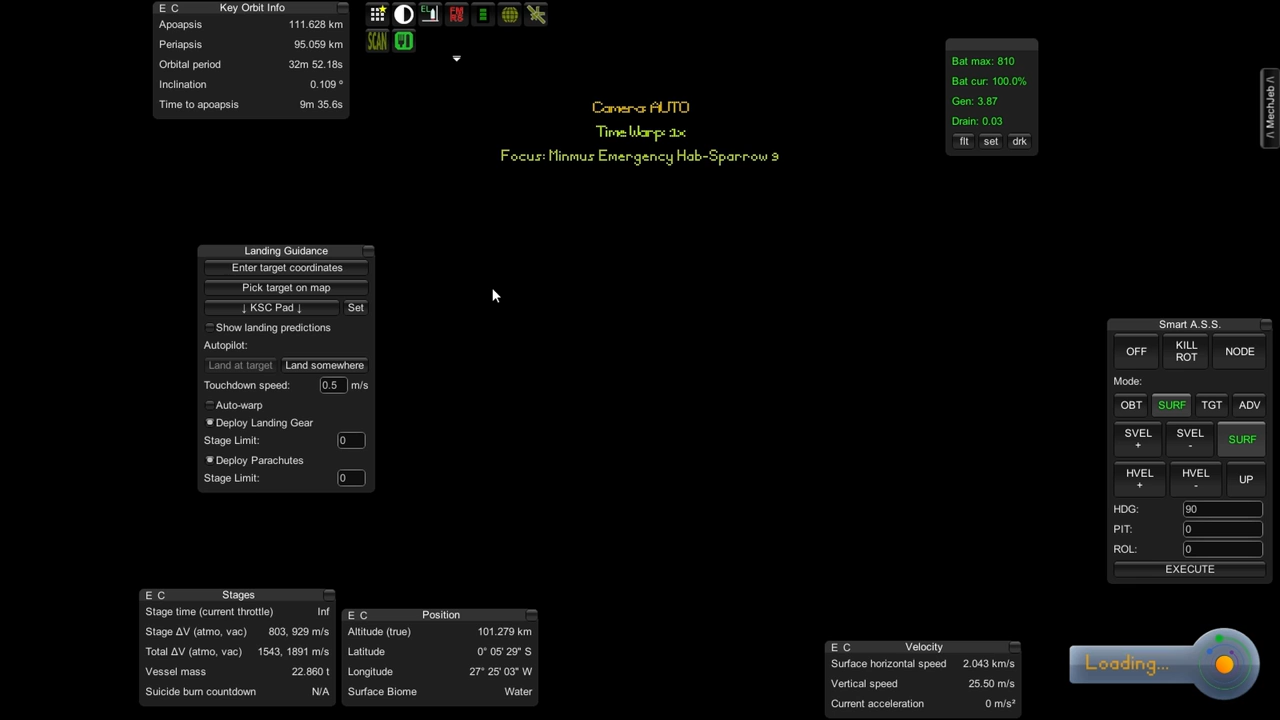 E C Key Orbit Info
Apoapsis 111.628 km
Periapsis 95.059 km
Orbital period 32m 52.18s
Inclination 0.109 º
Time to apoapsis 9m 35.6s
EL
FM
RS
SCAN
Camera: AUTO
Time Warp: 1x
Focus: Minmus Emergency Hab-Sparrow 9
Bat max: 810
Bat cur: 100.0%
Gen: 3.87
Drain: 0.03
flt set drk
/\ MechJeb /\
Landing Guidance
Enter target coordinates
Pick target on map
↓ KSC Pad ↓ Set
Show landing predictions
Autopilot:
Land at target Land somewhere
Touchdown speed: 0.5 m/s
Auto-warp
Deploy Landing Gear
Stage Limit: 0
Deploy Parachutes
Stage Limit: 0
Smart A.S.S.
OFF KILL ROT NODE
Mode:
OBT SURF TGT ADV
SVEL + SVEL - SURF
HVEL + HVEL - UP
HDG: 90
PIT: 0
ROL: 0
EXECUTE
E C Stages
Stage time (current throttle) Inf
Stage ΔV (atmo, vac) 803, 929 m/s
Total ΔV (atmo, vac) 1543, 1891 m/s
Vessel mass 22.860 t
Suicide burn countdown N/A
E C Position
Altitude (true) 101.279 km
Latitude 0° 05' 29" S
Longitude 27° 25' 03" W
Surface Biome Water
E C Velocity
Surface horizontal speed 2.043 km/s
Vertical speed 25.50 m/s
Current acceleration 0 m/s²
Loading...